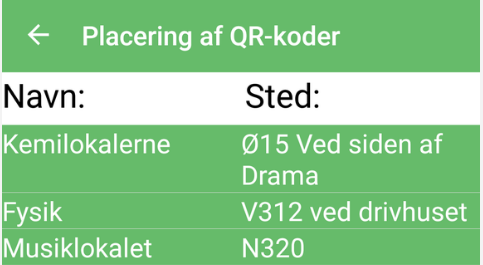 Placering af QR-koder
Navn: Sted:
Kemilokalerne Ø15 Ved siden af
Drama
Fysik V312 ved drivhuset
Musiklokalet N320